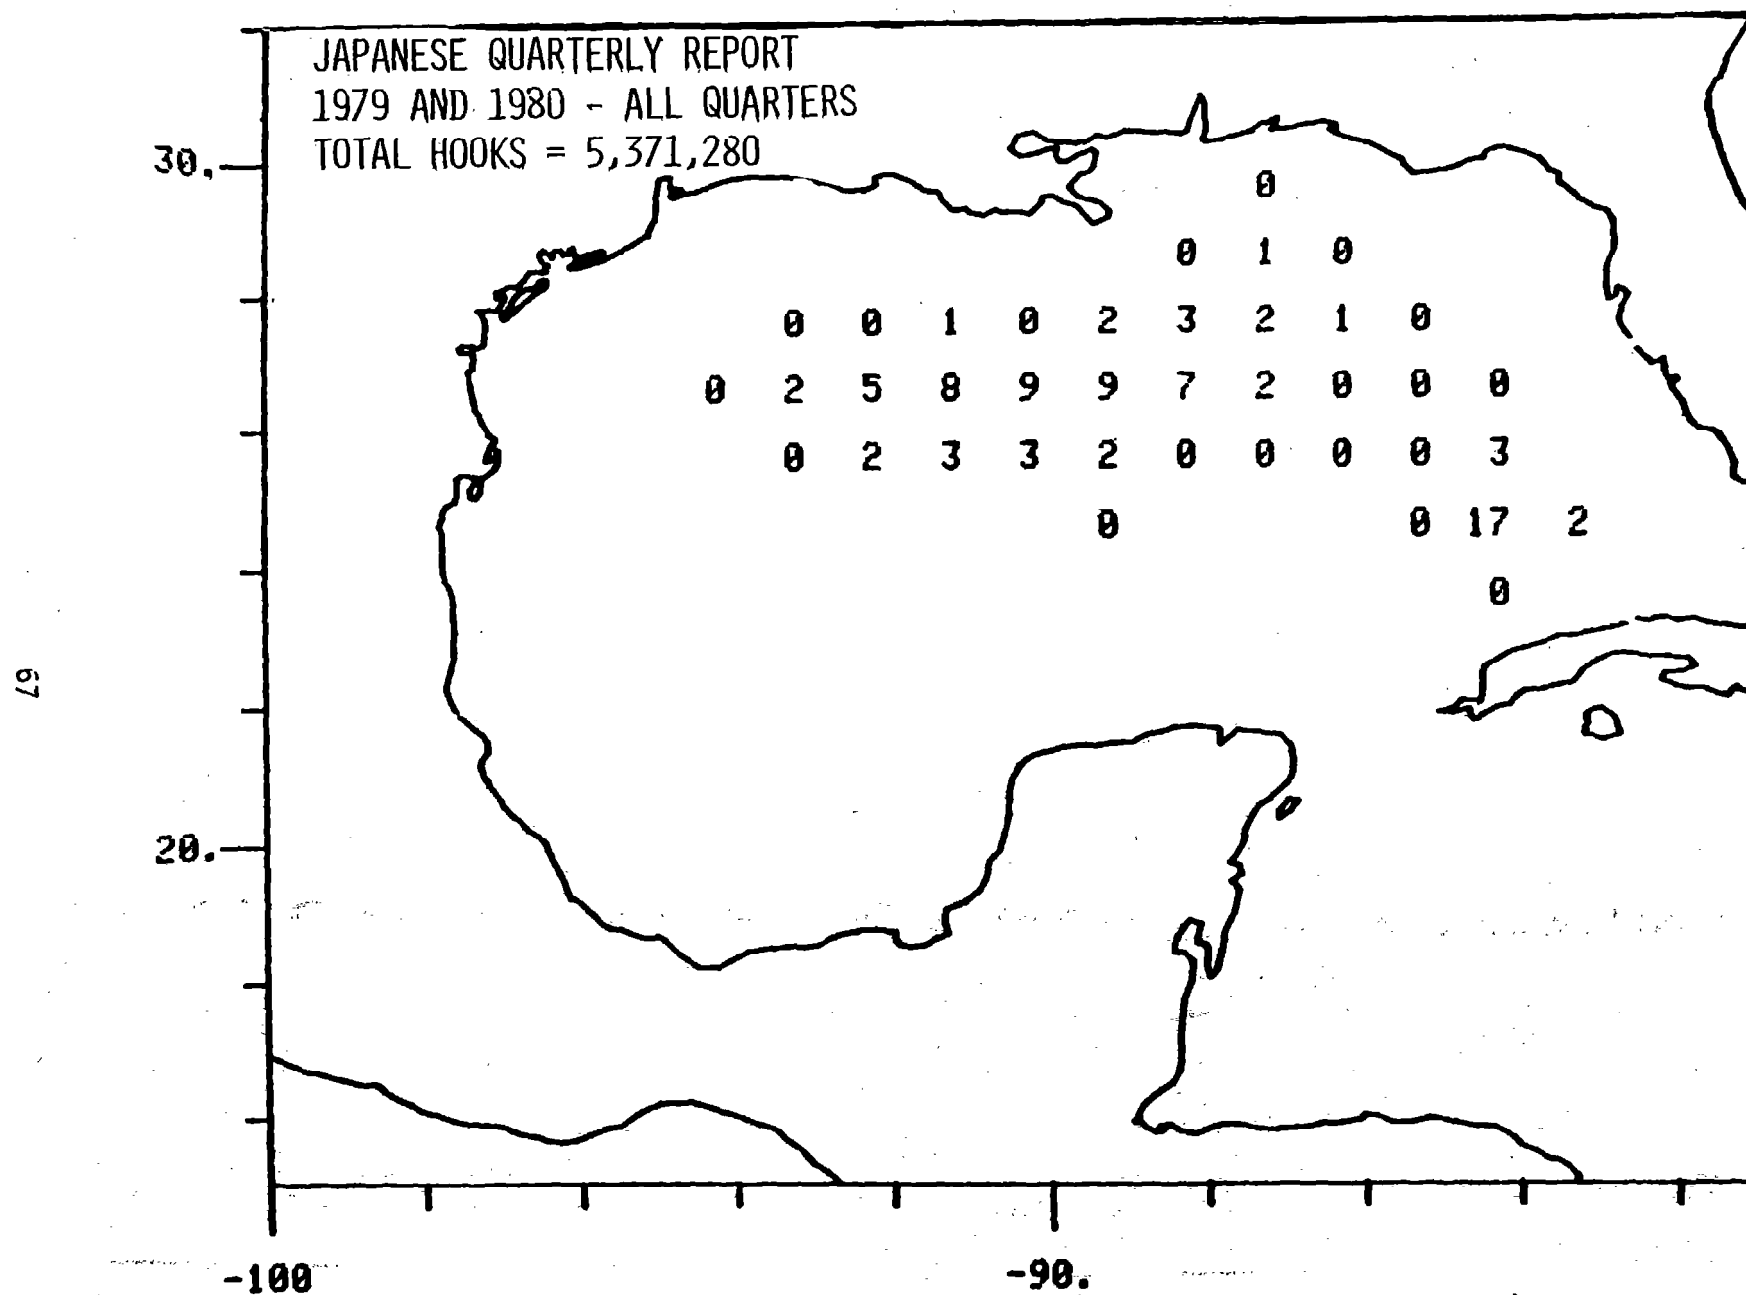 JAPANESE QUARTERLY REPORT
1979 AND 1980 - ALL QUARTERS
TOTAL HOOKS = 5,371,280
30.
0
0 1 0
0 0 1 0 2 3 2 1 0
0 2 5 8 9 9 7 2 0 0 0
0 2 3 3 2 0 0 0 0 3
0 0 17 2
0
67
20.
-100 -90.